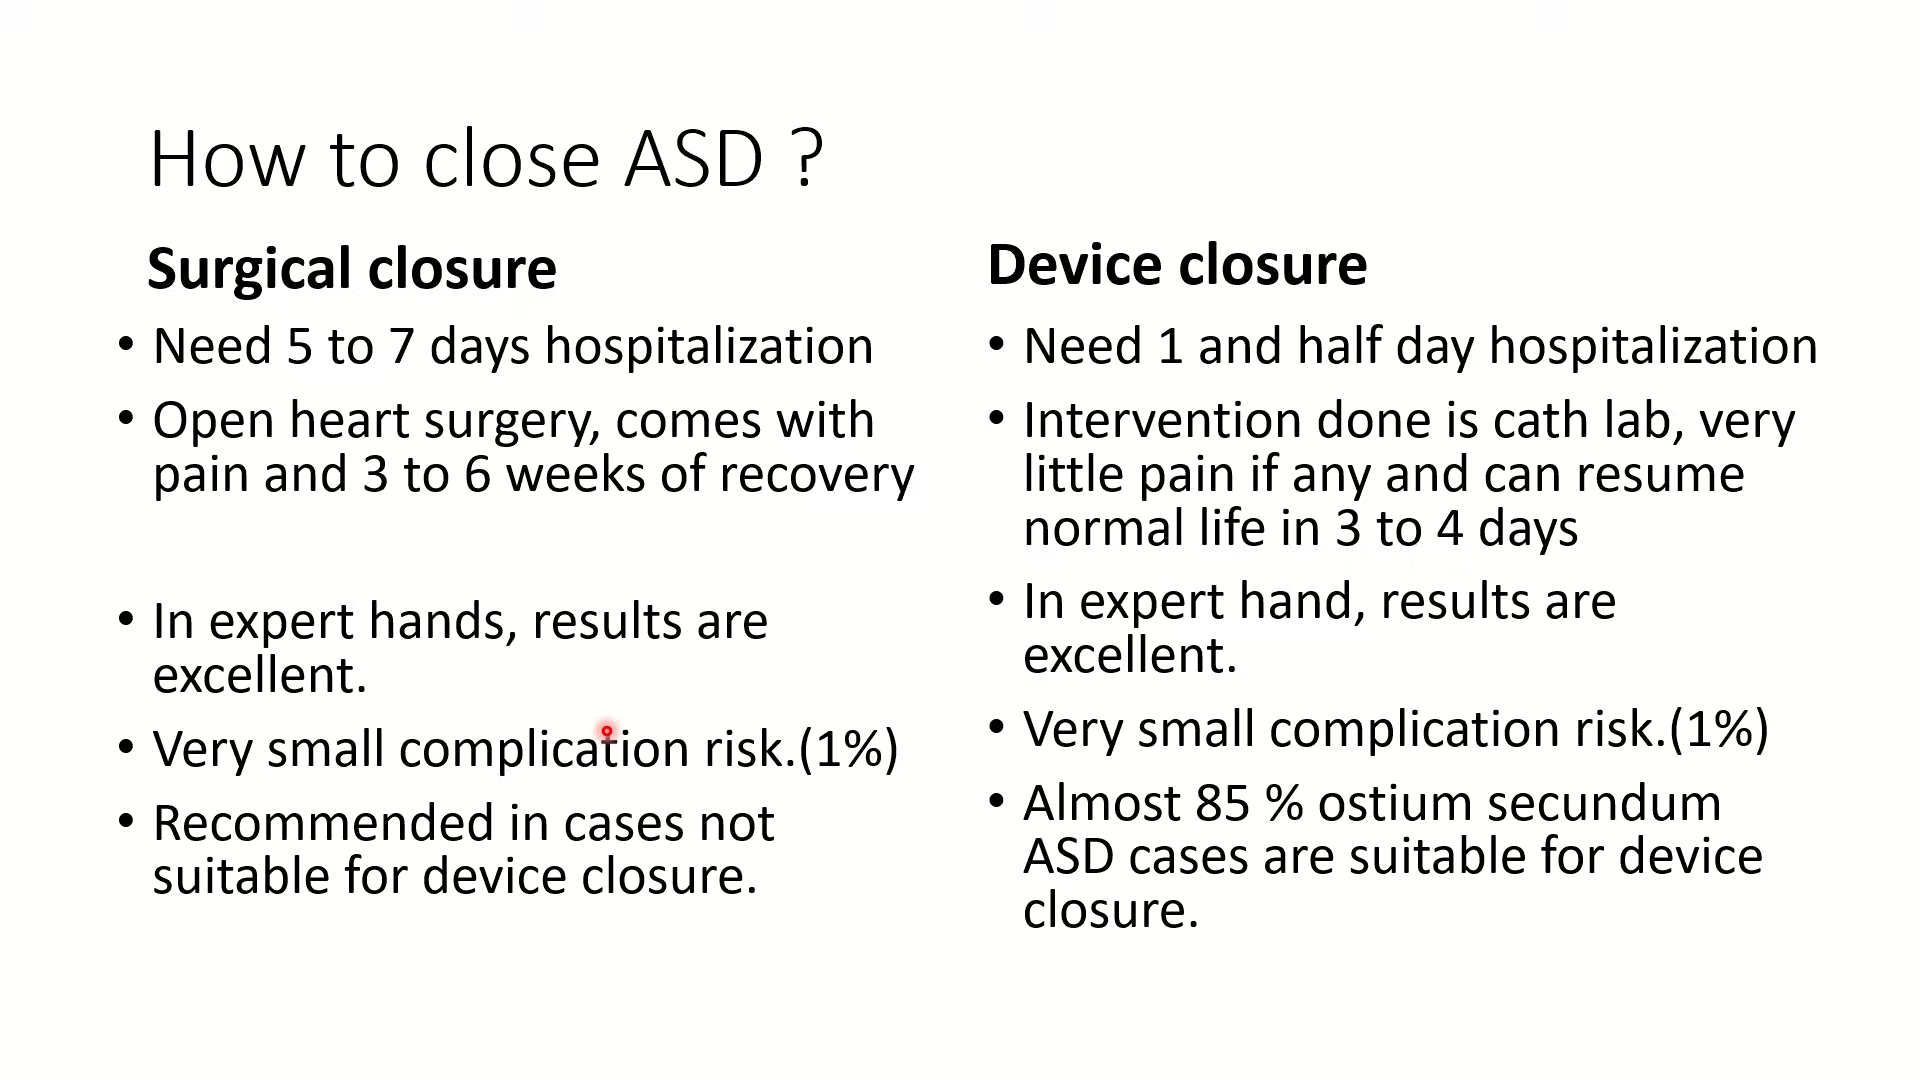 How to close ASD ?
Surgical closure
• Need 5 to 7 days hospitalization
• Open heart surgery, comes with
pain and 3 to 6 weeks of recovery
• In expert hands, results are
excellent.
• Very small complication risk.(1%)
• Recommended in cases not
suitable for device closure.
Device closure
• Need 1 and half day hospitalization
• Intervention done is cath lab, very
little pain if any and can resume
normal life in 3 to 4 days
• In expert hand, results are
excellent.
• Very small complication risk.(1%)
• Almost 85 % ostium secundum
ASD cases are suitable for device
closure.